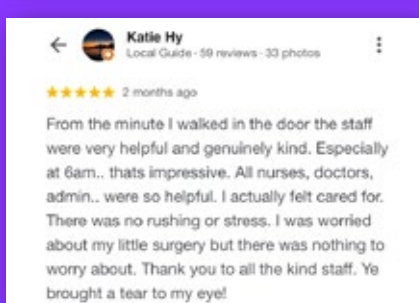 Katie Hy
Local Guide · 59 reviews · 33 photos
★★★★★ 2 months ago
From the minute I walked in the door the staff
were very helpful and genuinely kind. Especially
at 6am.. thats impressive. All nurses, doctors,
admin.. were so helpful. I actually felt cared for.
There was no rushing or stress. I was worried
about my little surgery but there was nothing to
worry about. Thank you to all the kind staff. Ye
brought a tear to my eye!